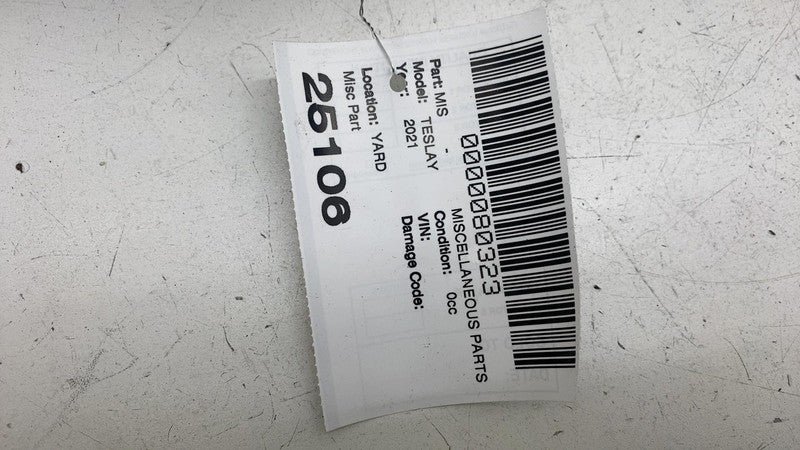 0000080323
Part: MIS - MISCELLANEOUS PARTS
Model: TESLAY Condition: 0cc
Year: 2021 VIN:
Damage Code:
Location: YARD
Misc Part
25106